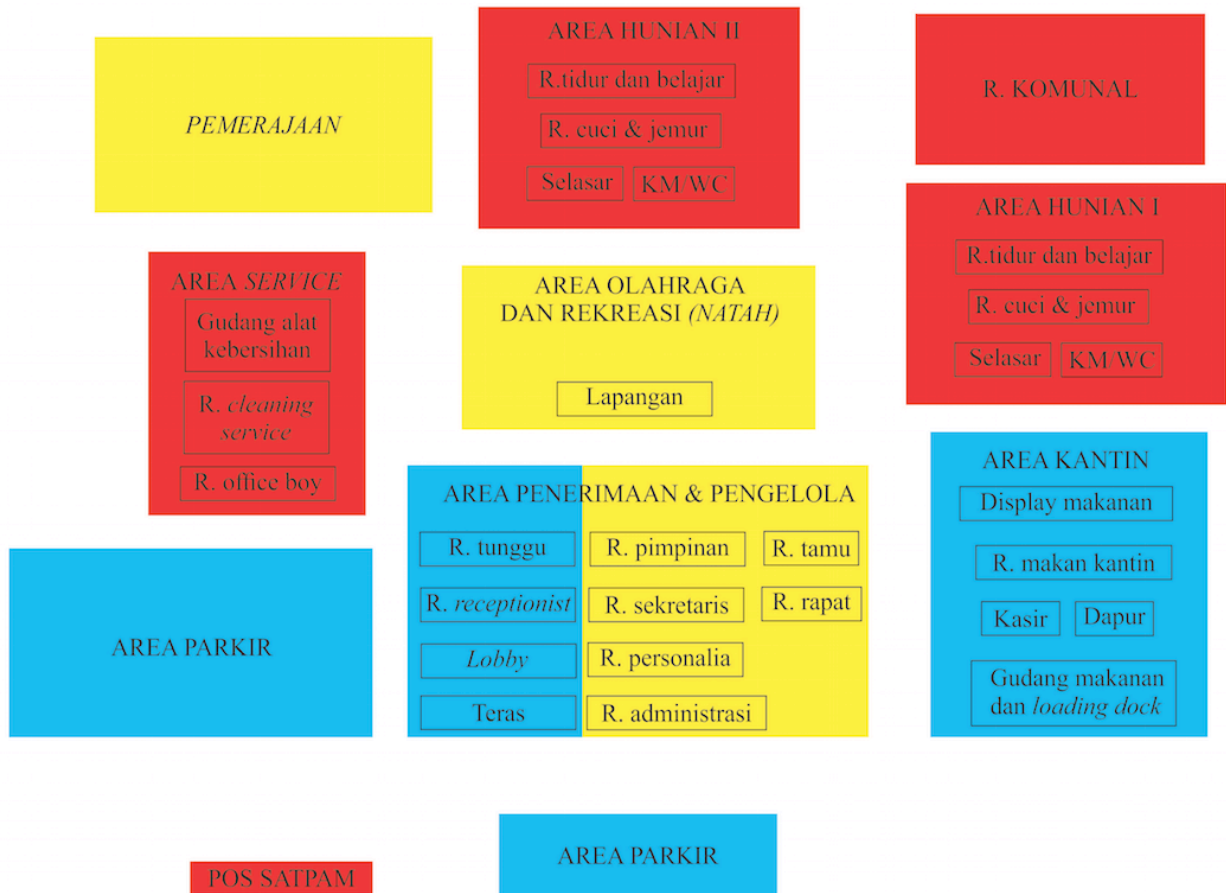 PEMERAJAAN
AREA HUNIAN II
R.tidur dan belajar
R. cuci & jemur
Selasar
KM/WC
R. KOMUNAL
AREA HUNIAN I
R.tidur dan belajar
R. cuci & jemur
Selasar
KM/WC
AREA SERVICE
Gudang alat
kebersihan
R. cleaning
service
R. office boy
AREA OLAHRAGA
DAN REKREASI (NATAH)
Lapangan
AREA PARKIR
AREA PENERIMAAN & PENGELOLA
R. tunggu
R. receptionist
Lobby
Teras
R. pimpinan
R. sekretaris
R. personalia
R. administrasi
R. tamu
R. rapat
AREA KANTIN
Display makanan
R. makan kantin
Kasir
Dapur
Gudang makanan
dan loading dock
POS SATPAM
AREA PARKIR